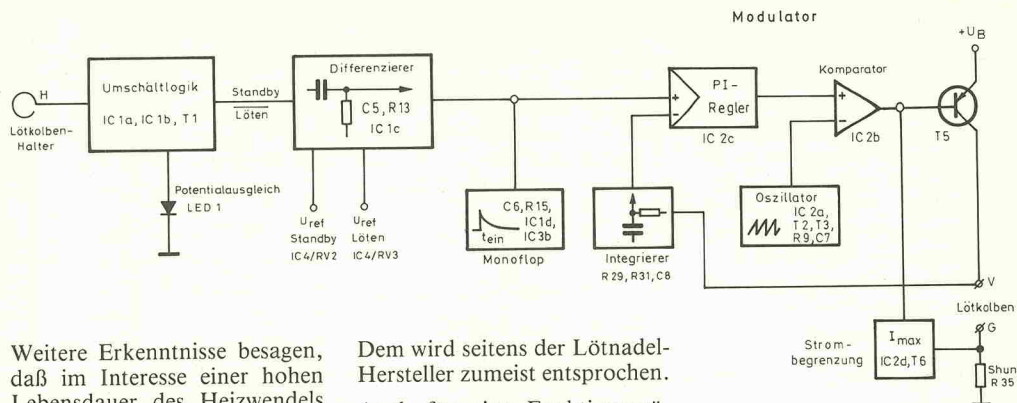 Modulator
+UB
Differenzierer
Umschältlogik
IC 1a, IC 1b, T1
H
Lötkolben-
Halter
Standby
Löten
C5, R13
IC 1c
Komparator
PI-
Regler
IC 2c
+
−
+
−
IC 2b
T5
Potentialausgleich
LED 1
Uref
Standby
IC4/RV2
Uref
Löten
IC4/RV3
C6, R15,
IC1d,
IC3b
tein
Monoflop
Integrierer
R 29, R31, C8
Oszillator
IC 2a,
T2, T3,
R9, C7
V
Lötkolben
G
Strom-
begrenzung
Imax
IC2d, T6
Shun
R 35
Weitere Erkenntnisse besagen,
daß im Interesse einer hohen
Lebensdauer des Heizwendels
Dem wird seitens der Lötnadel-
Hersteller zumeist entsprochen.